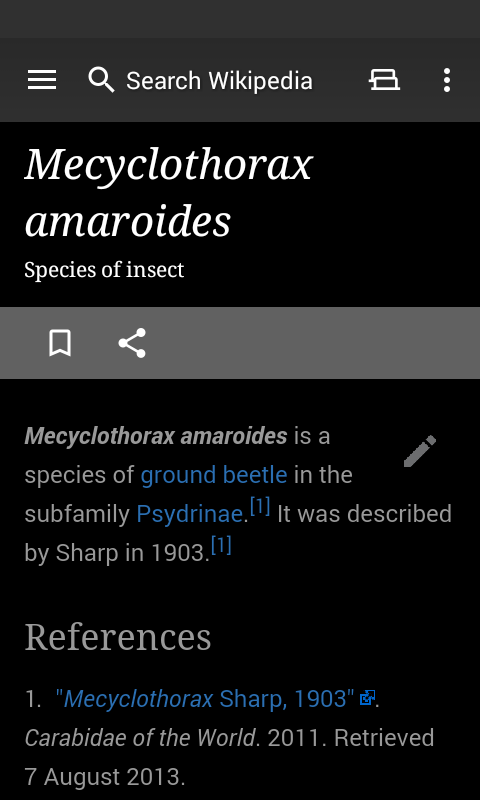 Search Wikipedia
Mecyclothorax
amaroides
Species of insect
Mecyclothorax amaroides is a
species of ground beetle in the
subfamily Psydrinae.[1] It was described
by Sharp in 1903.[1]
References
1. "Mecyclothorax Sharp, 1903".
Carabidae of the World. 2011. Retrieved
7 August 2013.